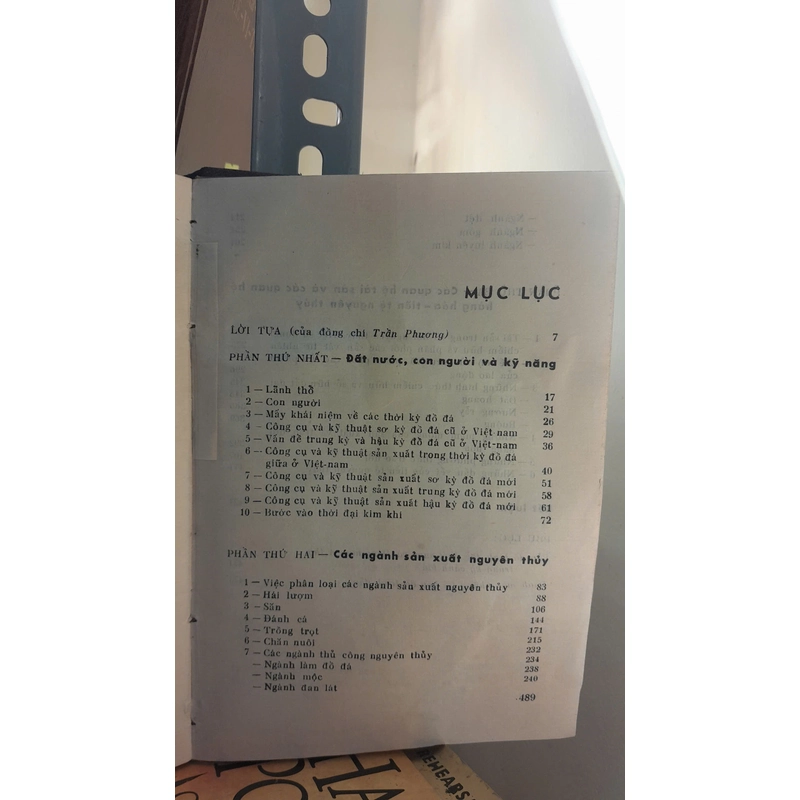 MỤC LỤC
LỜI TỰA (của đồng chí Trần Phương) 7
PHẦN THỨ NHẤT — Đất nước, con người và kỹ năng
1 — Lãnh thổ 17
2 — Con người 21
3 — Mấy khái niệm về các thời kỳ đồ đá 26
4 — Công cụ và kỹ thuật sơ kỳ đồ đá cũ ở Việt-nam 29
5 — Vấn đề trung kỳ và hậu kỳ đồ đá cũ ở Việt-nam 36
6 — Công cụ và kỹ thuật sản xuất trong thời kỳ đồ đá
giữa ở Việt-nam 40
7 — Công cụ và kỹ thuật sản xuất sơ kỳ đồ đá mới 51
8 — Công cụ và kỹ thuật sản xuất trung kỳ đồ đá mới 58
9 — Công cụ và kỹ thuật sản xuất hậu kỳ đồ đá mới 61
10 — Bước vào thời đại kim khí 72
PHẦN THỨ HAI — Các ngành sản xuất nguyên thủy
1 — Việc phân loại các ngành sản xuất nguyên thủy 83
2 — Hái lượm 88
3 — Săn 106
4 — Đánh cá 144
5 — Trồng trọt 171
6 — Chăn nuôi 215
7 — Các ngành thủ công nguyên thủy 232
— Ngành làm đồ đá 234
— Ngành mộc 238
— Ngành đan lát 240
489